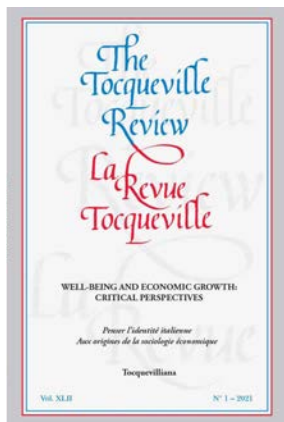 The
Tocqueville
Review
La
Revue
Tocqueville
WELL-BEING AND ECONOMIC GROWTH:
CRITICAL PERSPECTIVES
Penser l'identité italienne
Aux origines de la sociologie économique
Tocquevilliana
Vol. XLII
N° 1 – 2021